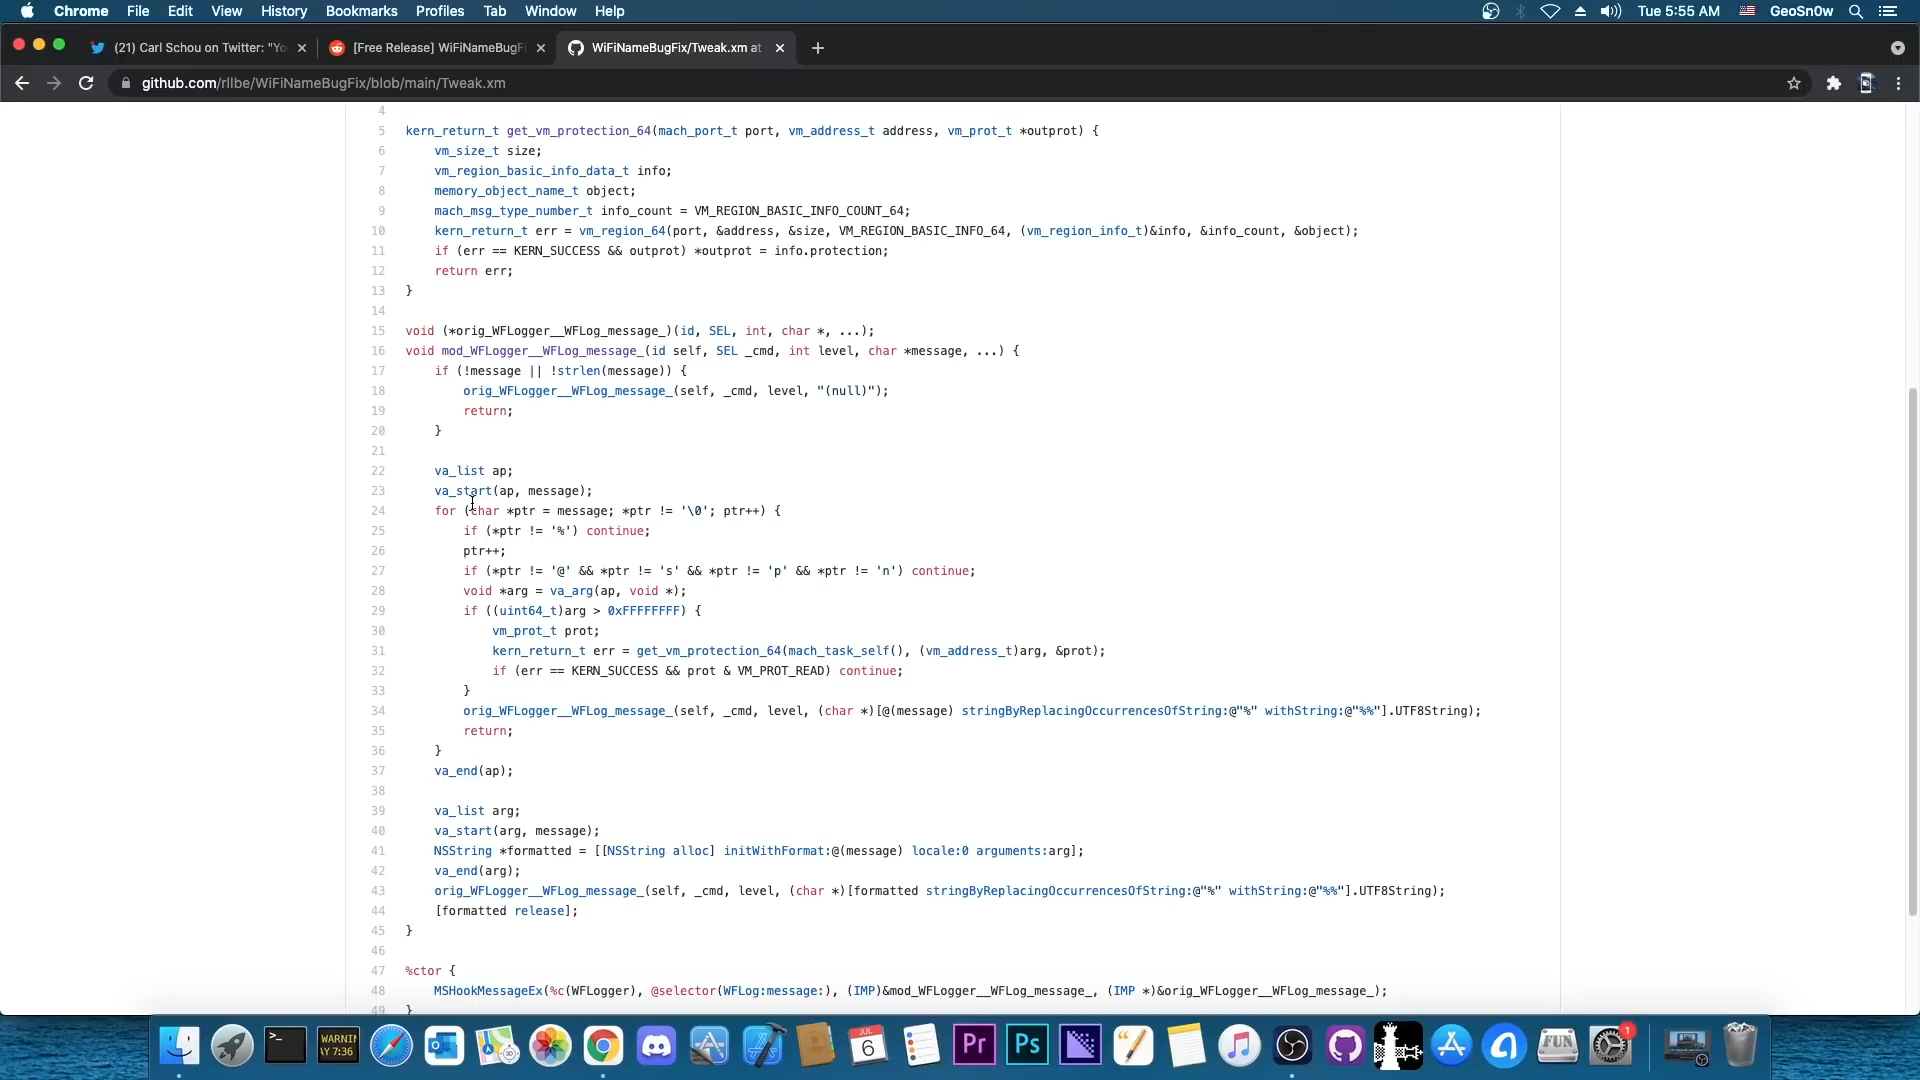 Chrome File Edit View History Bookmarks Profiles Tab Window Help Tue 5:55 AM GeoSn0w
(21) Carl Schou on Twitter: "Yo [Free Release] WiFiNameBugFi WiFiNameBugFix/Tweak.xm at
github.com/rllbe/WiFiNameBugFix/blob/main/Tweak.xm
4
5 kern_return_t get_vm_protection_64(mach_port_t port, vm_address_t address, vm_prot_t *outprot) {
6 vm_size_t size;
7 vm_region_basic_info_data_t info;
8 memory_object_name_t object;
9 mach_msg_type_number_t info_count = VM_REGION_BASIC_INFO_COUNT_64;
10 kern_return_t err = vm_region_64(port, &address, &size, VM_REGION_BASIC_INFO_64, (vm_region_info_t)&info, &info_count, &object);
11 if (err == KERN_SUCCESS && outprot) *outprot = info.protection;
12 return err;
13 }
14
15 void (*orig_WFLogger__WFLog_message_)(id, SEL, int, char *, ...);
16 void mod_WFLogger__WFLog_message_(id self, SEL _cmd, int level, char *message, ...) {
17 if (!message || !strlen(message)) {
18 orig_WFLogger__WFLog_message_(self, _cmd, level, "(null)");
19 return;
20 }
21
22 va_list ap;
23 va_start(ap, message);
24 for (char *ptr = message; *ptr != '\0'; ptr++) {
25 if (*ptr != '%') continue;
26 ptr++;
27 if (*ptr != '@' && *ptr != 's' && *ptr != 'p' && *ptr != 'n') continue;
28 void *arg = va_arg(ap, void *);
29 if ((uint64_t)arg > 0xFFFFFFFF) {
30 vm_prot_t prot;
31 kern_return_t err = get_vm_protection_64(mach_task_self(), (vm_address_t)arg, &prot);
32 if (err == KERN_SUCCESS && prot & VM_PROT_READ) continue;
33 }
34 orig_WFLogger__WFLog_message_(self, _cmd, level, (char *)[@(message) stringByReplacingOccurrencesOfString:@"%" withString:@"%%"].UTF8String);
35 return;
36 }
37 va_end(ap);
38
39 va_list arg;
40 va_start(arg, message);
41 NSString *formatted = [[NSString alloc] initWithFormat:@(message) locale:0 arguments:arg];
42 va_end(arg);
43 orig_WFLogger__WFLog_message_(self, _cmd, level, (char *)[formatted stringByReplacingOccurrencesOfString:@"%" withString:@"%%"].UTF8String);
44 [formatted release];
45 }
46
47 %ctor {
48 MSHookMessageEx(%c(WFLogger), @selector(WFLog:message:), (IMP)&mod_WFLogger__WFLog_message_, (IMP *)&orig_WFLogger__WFLog_message_);
49 }
WARNIN
AY 7:36
JUL
6
Pr
Ps
FUN
1